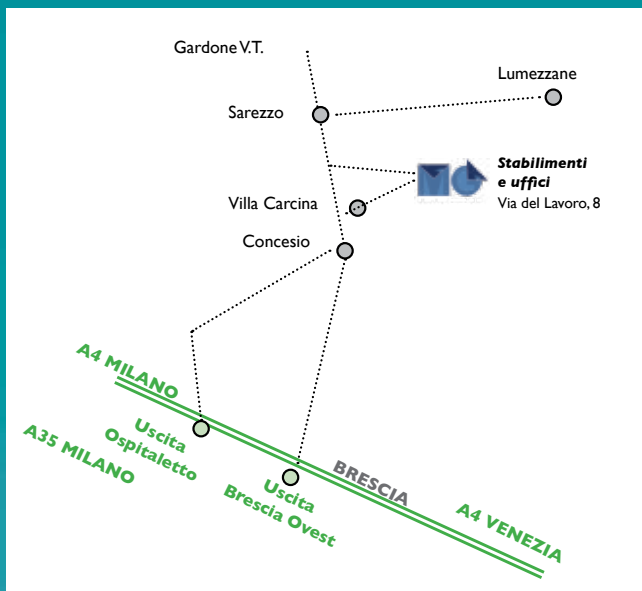 Gardone V.T.
Lumezzane
Sarezzo
MG
Stabilimenti
e uffici
Via del Lavoro, 8
Villa Carcina
Concesio
A4 MILANO
Uscita
Ospitaletto
A35 MILANO
Uscita
Brescia Ovest
BRESCIA
A4 VENEZIA